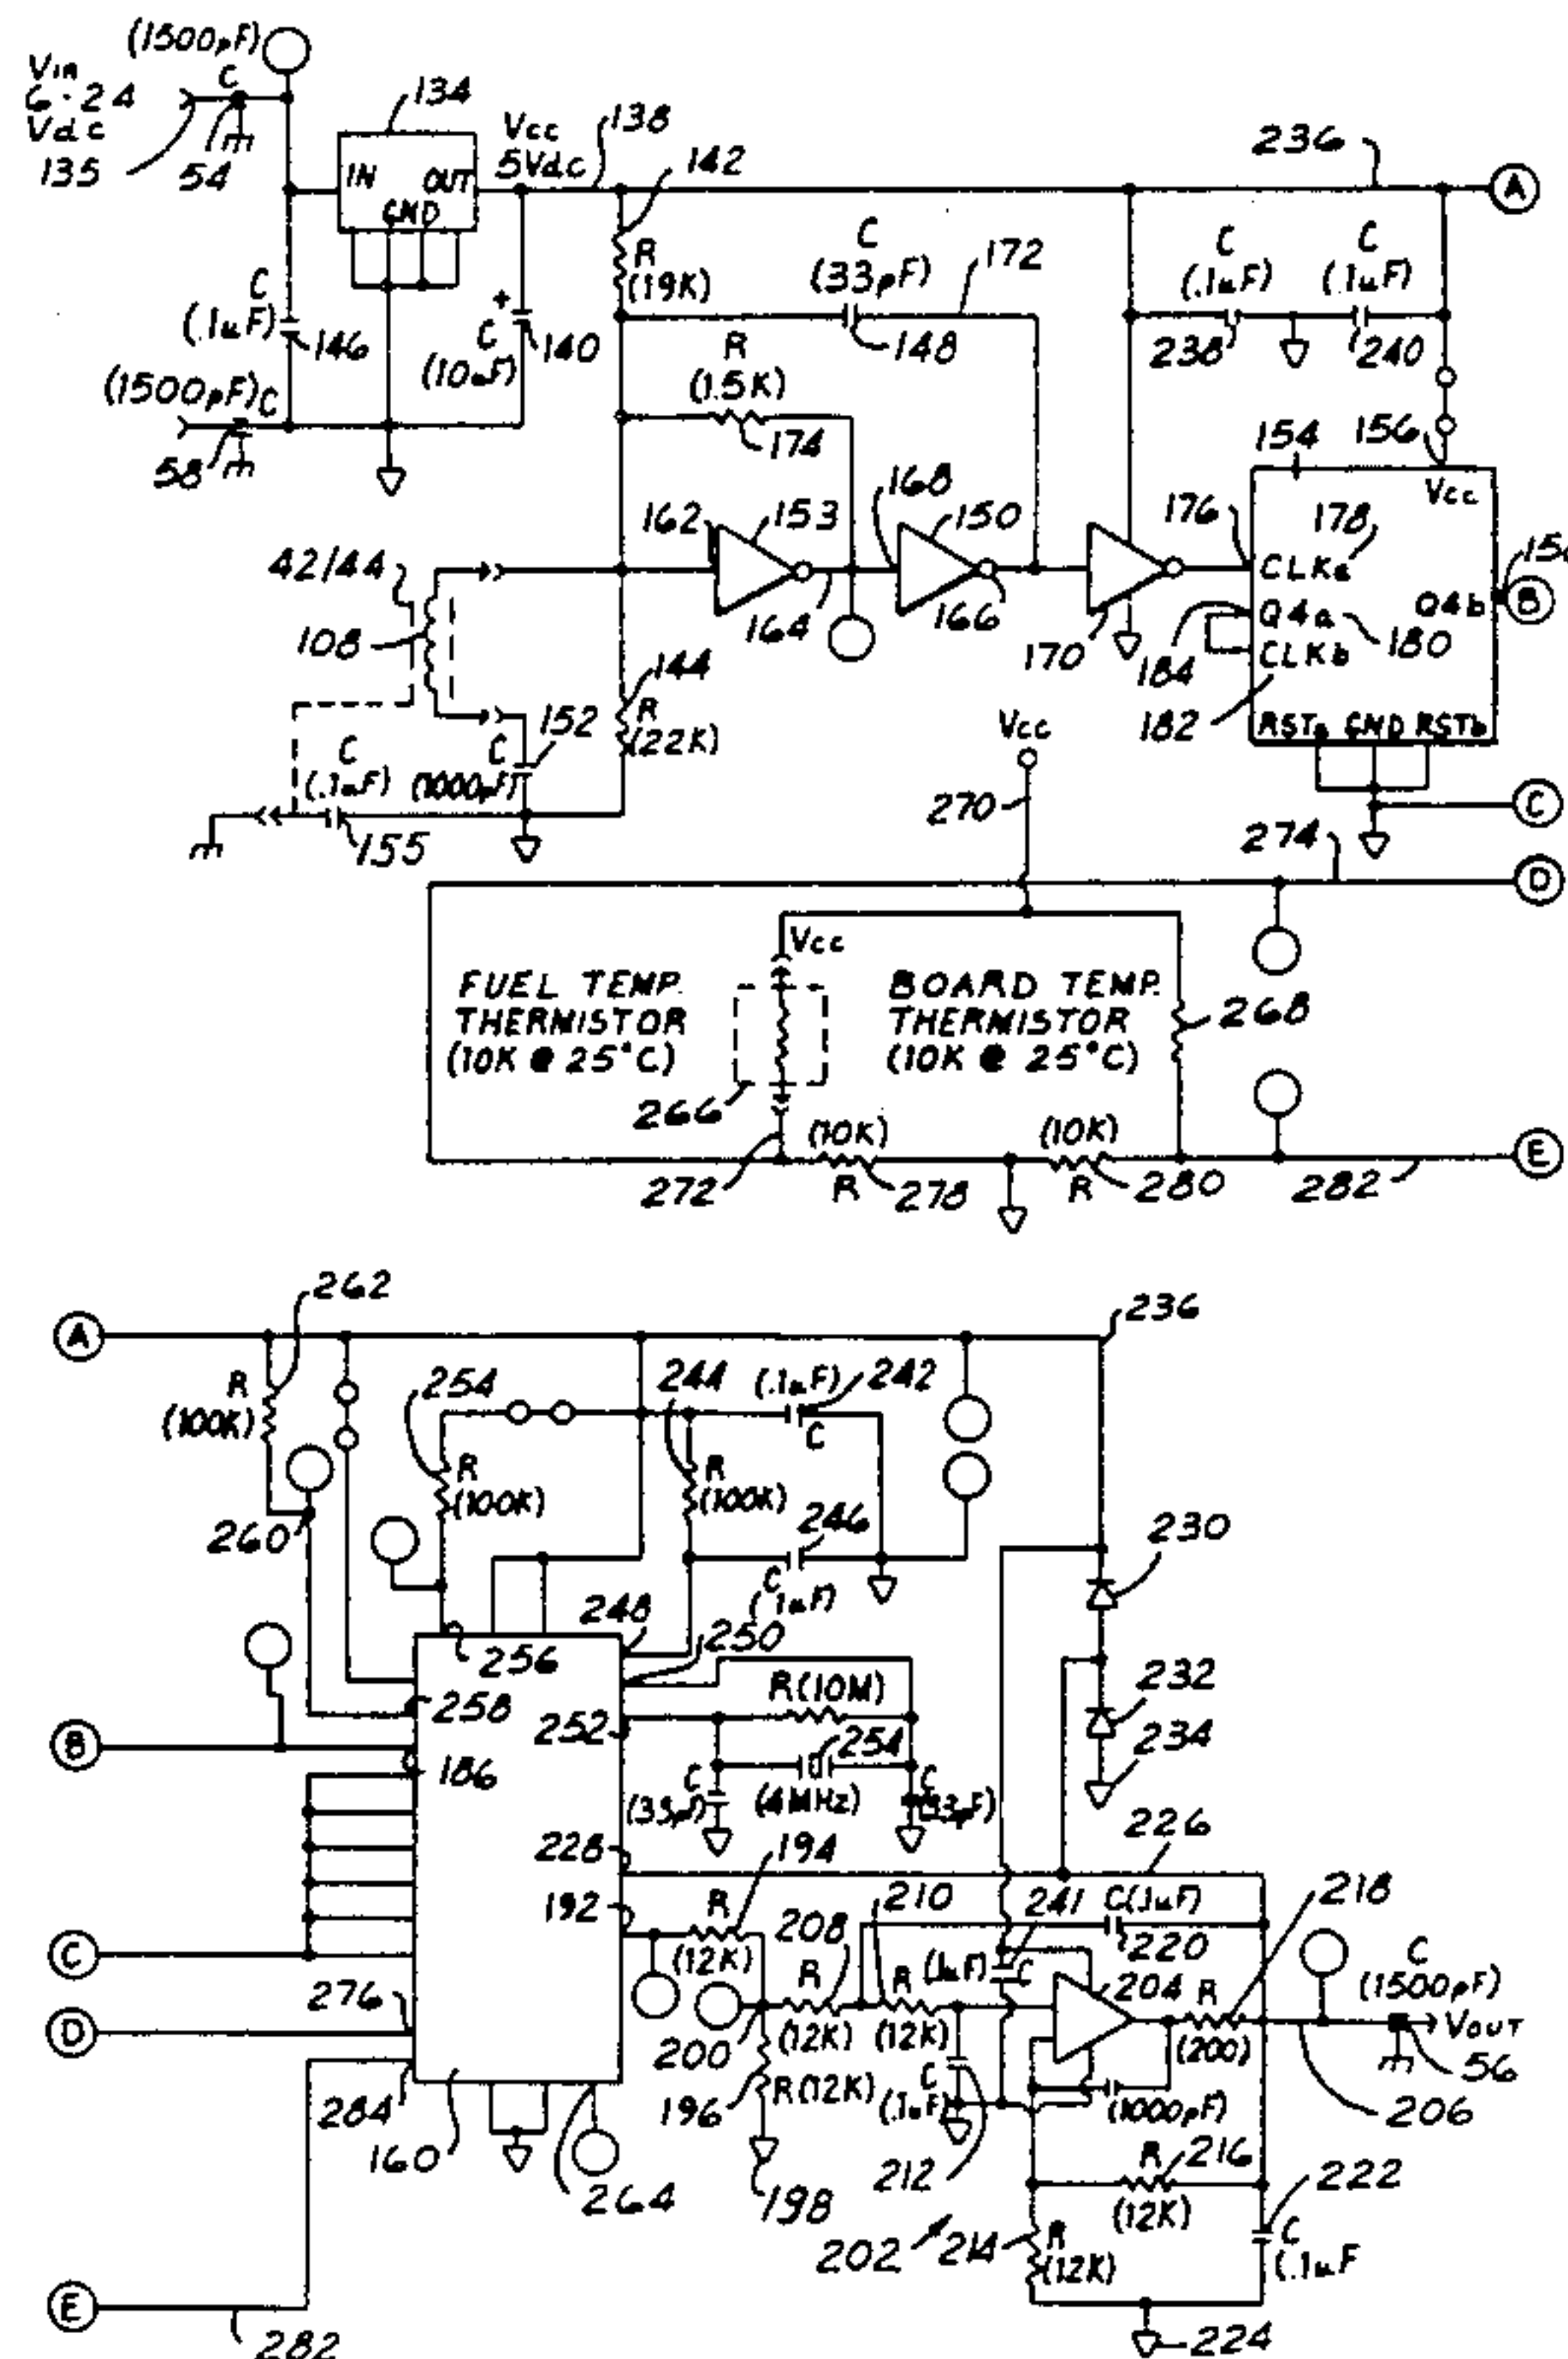 (1500pF)
Vin
6-24
Vdc
C
135
54
134
IN OUT
GND
Vcc
5Vdc
138
142
236
A
R
(19K)
C
(33pF)
172
148
C
(.1uF)
C
(.1uF)
238
240
C
(.1uF)
146
+
C
(10uF)
140
(1500pF) C
58
R
(1.5K)
174
154
156
Vcc
162
153
168
150
176
178
CLKa
Q4a
180
CLKb
Q4b
B
164
166
170
184
182
RSTa GND RSTb
42/44
108
144
R
(22K)
C
(.1uF)
C
(1000pF)
152
155
Vcc
270
C
274
D
Vcc
FUEL TEMP.
THERMISTOR
(10K @ 25°C)
BOARD TEMP.
THERMISTOR
(10K @ 25°C)
268
266
(10K)
(10K)
272
R
278
R
280
282
E
262
A
236
R
(100K)
254
244
(.1uF)
242
C
R
(100K)
R
(100K)
246
C
(.1uF)
260
230
248
250
256
258
252
R(10M)
232
234
B
186
C
(33pF)
254
(4MHz)
C
(33pF)
228
194
226
192
R
(12K)
208
210
241
C(.1uF)
220
218
C
R
(12K)
R
(12K)
(.1uF)
C
204
R
(200)
C
(1500pF)
VOUT
56
276
D
200
196
R(12K)
C
(.1uF)
(1000pF)
206
284
160
264
198
212
R
216
(12K)
222
C
(.1uF
202
214
R
(12K)
224
E
282